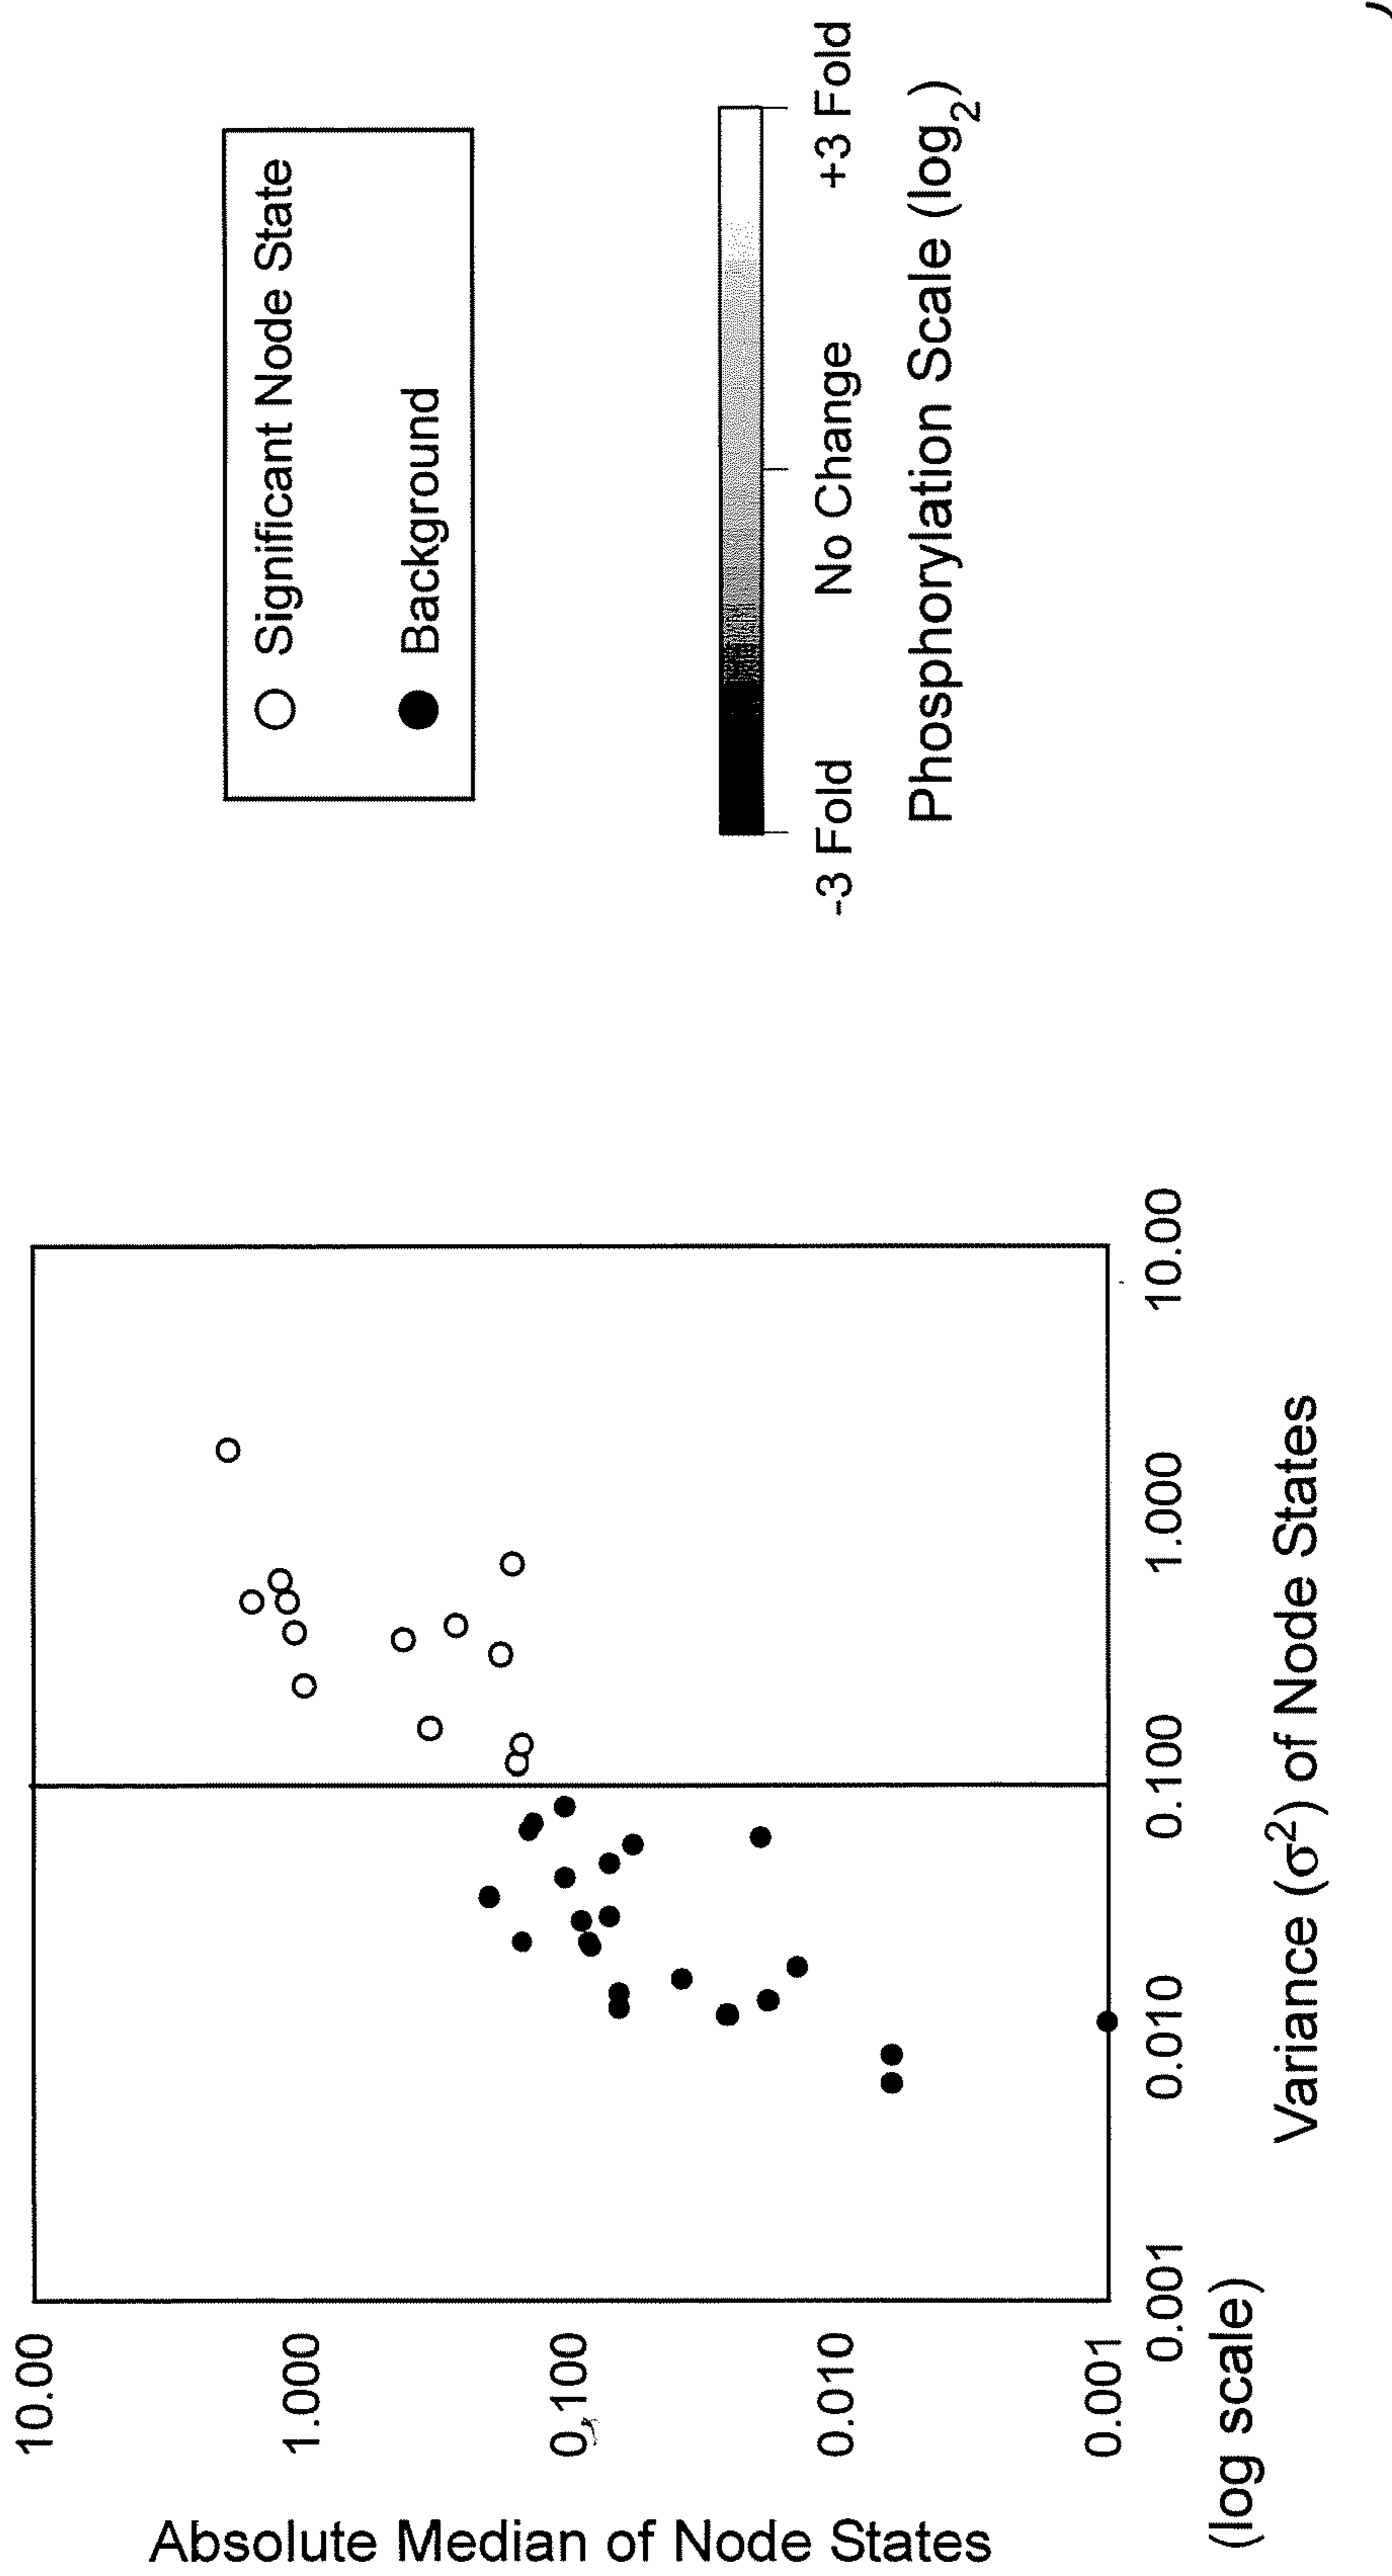 Absolute Median of Node States
10.00
1.000
0.100
0.010
0.001
(log scale)
0.001
0.010
0.100
1.000
10.00
Variance (σ²) of Node States
Significant Node State
Background
-3 Fold
No Change
+3 Fold
Phosphorylation Scale (log₂)